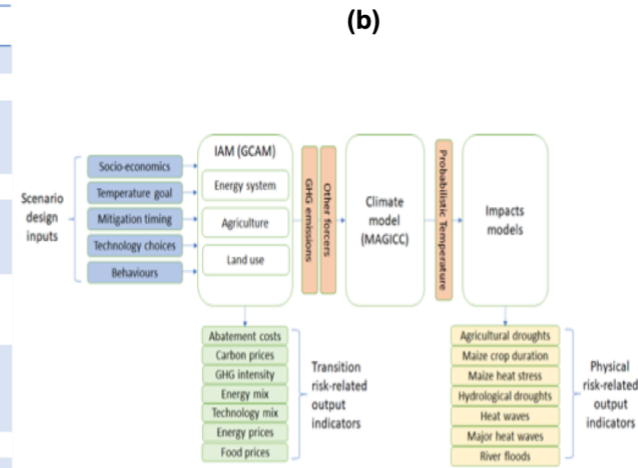 (b)
Scenario
design
inputs
Socio-economics
Temperature goal
Mitigation timing
Technology choices
Behaviours
IAM (GCAM)
Energy system
Agriculture
Land use
GHG emissions
Other forcers
Climate
model
(MAGICC)
Probabilistic Temperature
Impacts
models
Abatement costs
Carbon prices
GHG intensity
Energy mix
Technology mix
Energy prices
Food prices
Transition
risk-related
output
indicators
Agricultural droughts
Maize crop duration
Maize heat stress
Hydrological droughts
Heat waves
Major heat waves
River floods
Physical
risk-related
output
indicators